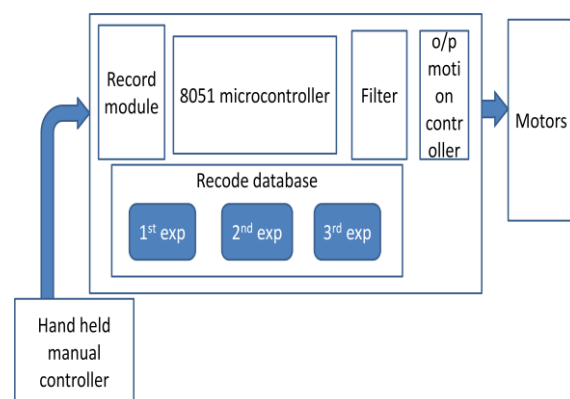 Record
module
8051 microcontroller
Filter
o/p
moti
on
contr
oller
Motors
Recode database
1st exp
2nd exp
3rd exp
Hand held
manual
controller